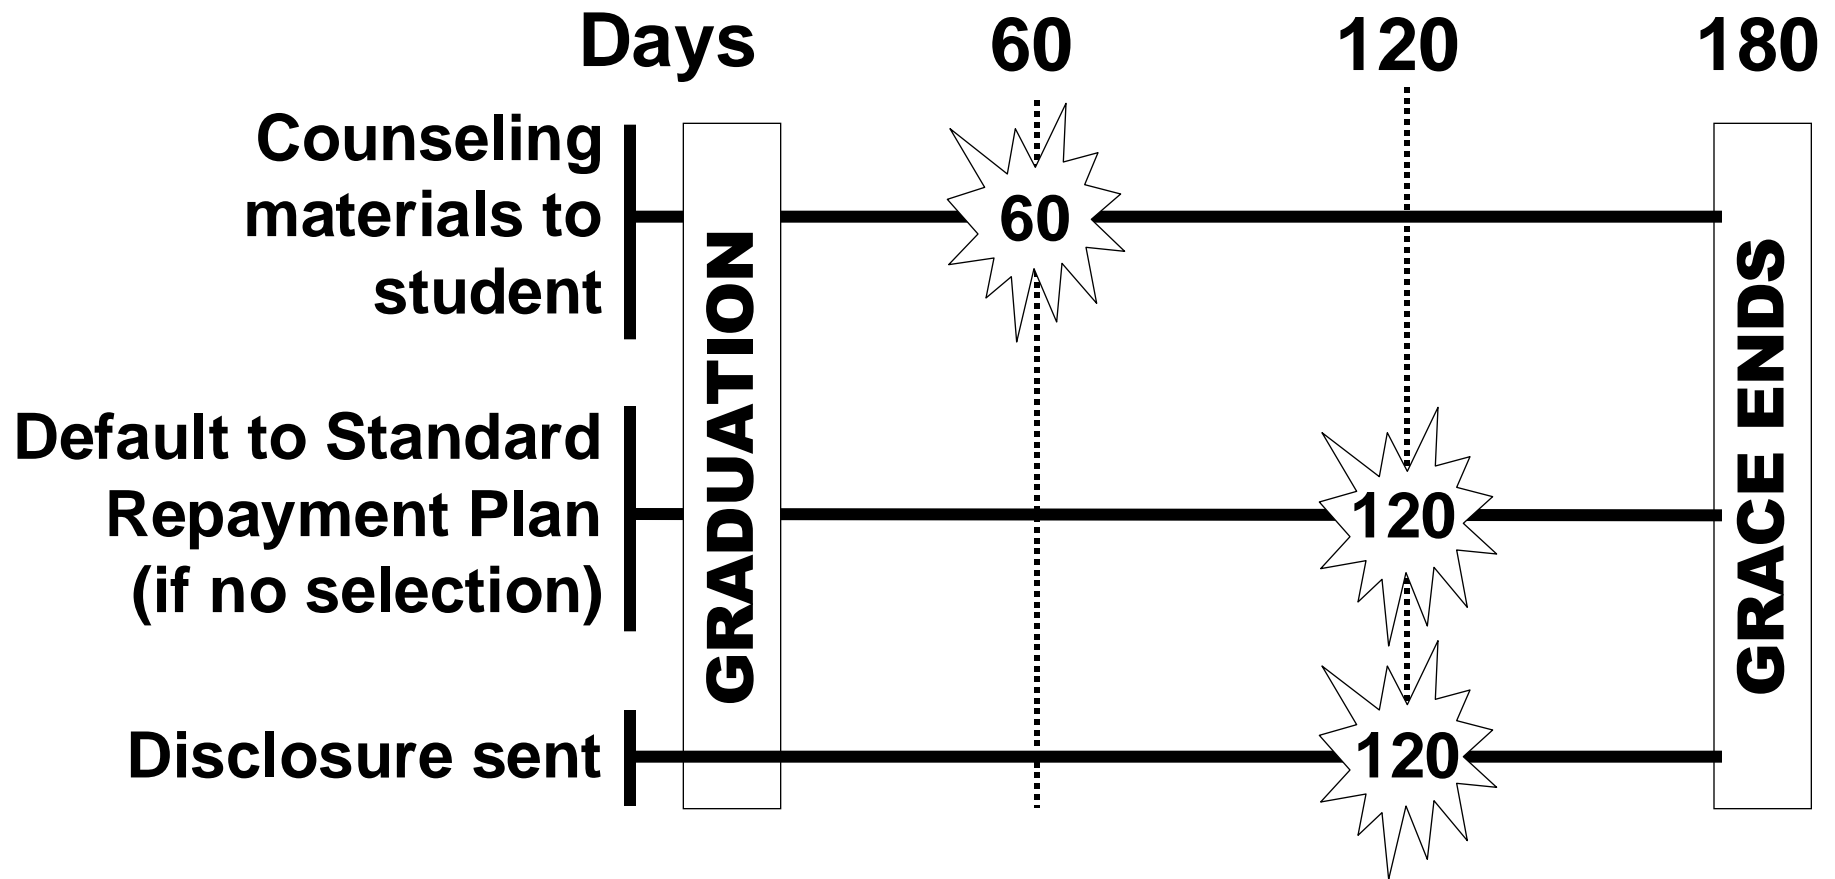 Days 60 120 180
Counseling
materials to
student
60
Default to Standard
Repayment Plan
(if no selection)
120
Disclosure sent
120
GRADUATION
GRACE ENDS